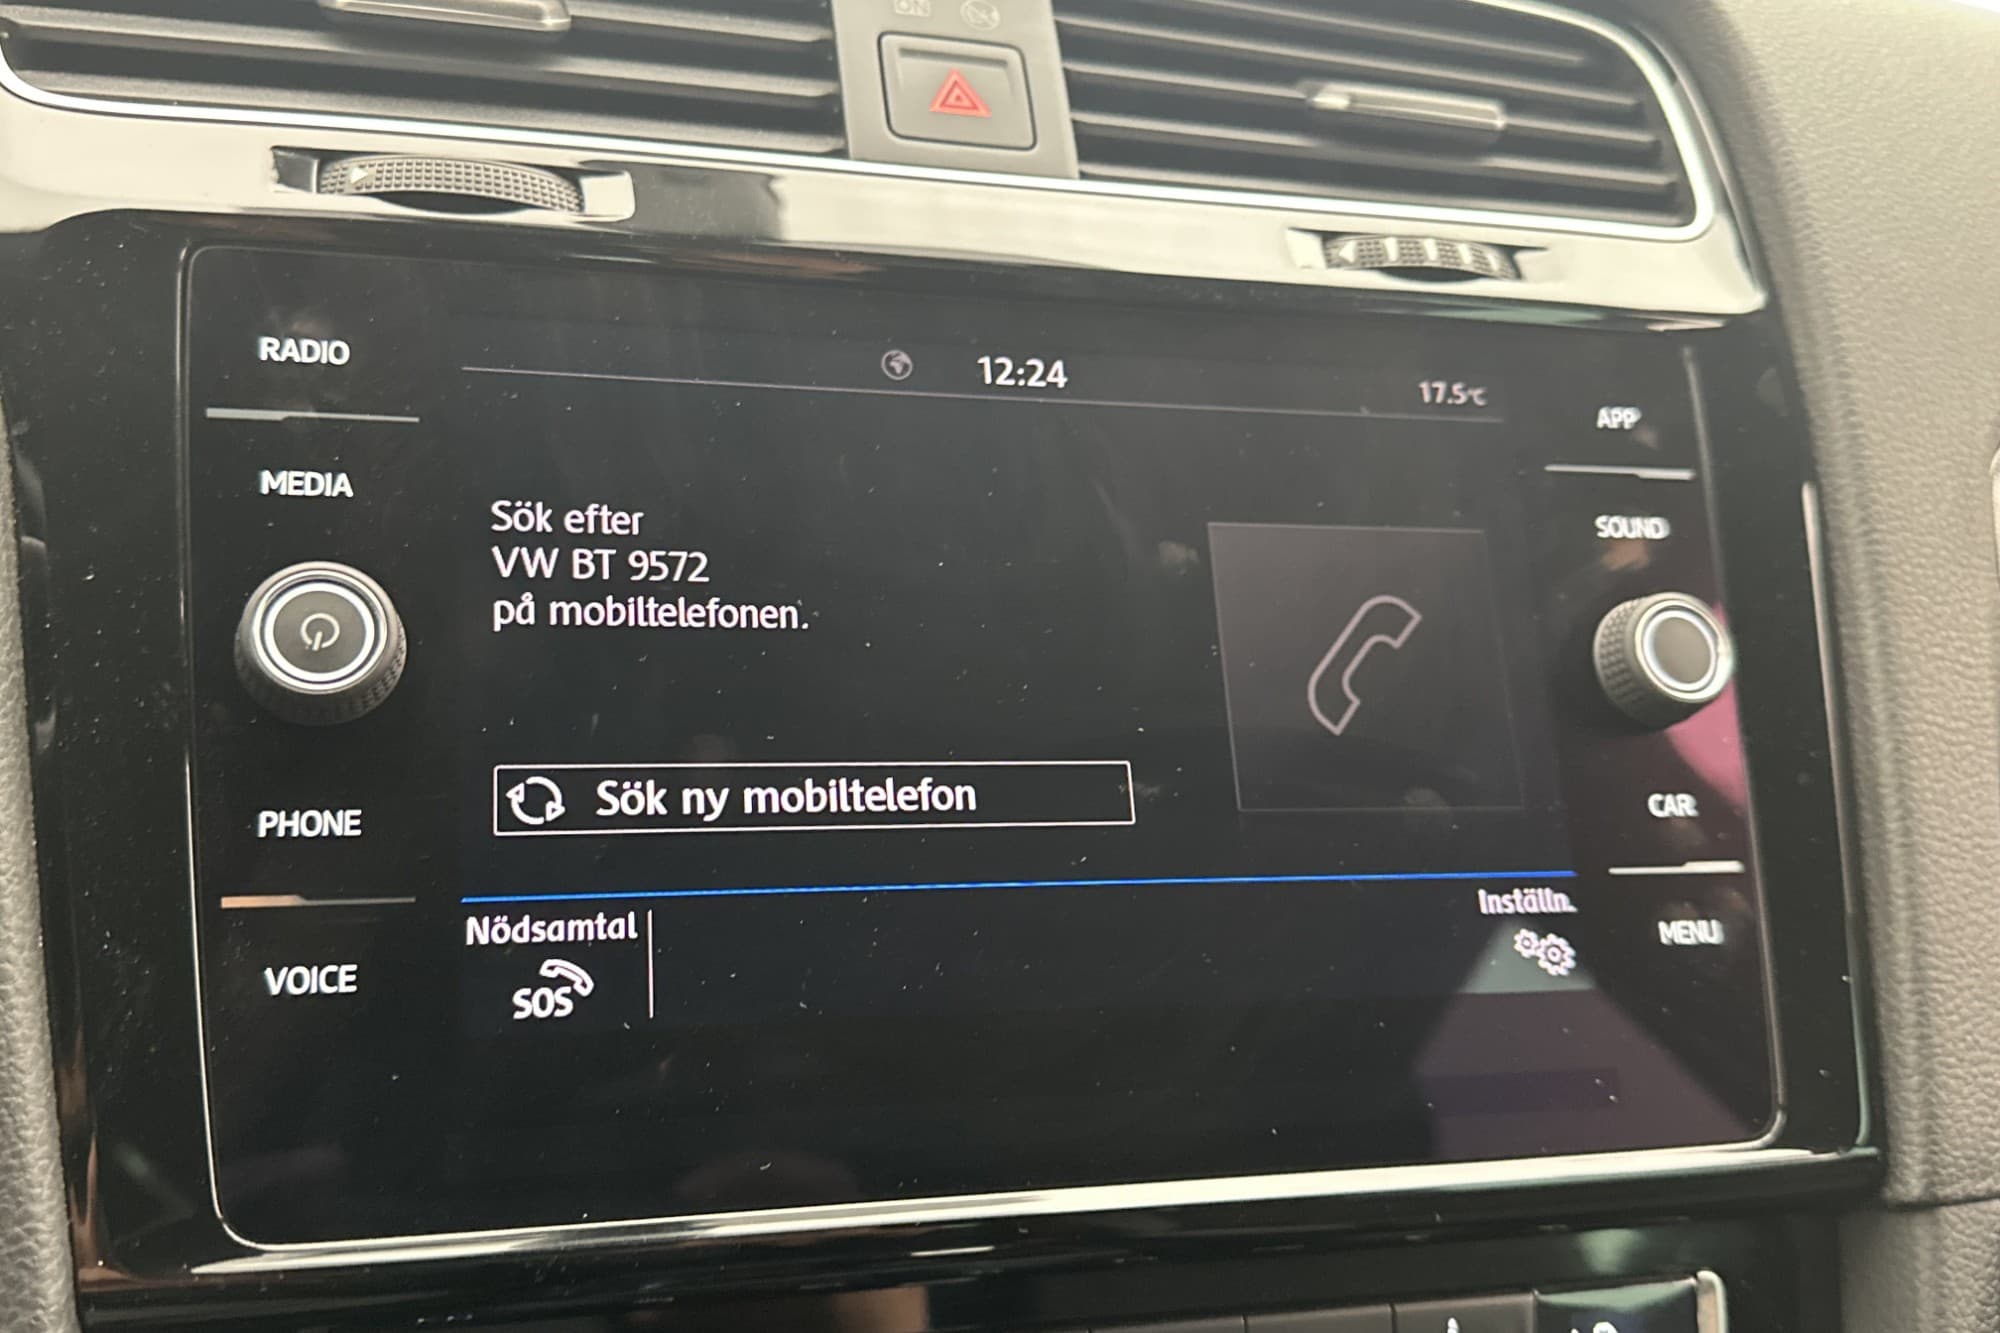 RADIO
MEDIA
PHONE
VOICE
12:24
17.5°C
Sök efter
VW BT 9572
på mobiltelefonen.
Sök ny mobiltelefon
Nödsamtal
SOS
Inställn.
APP
SOUND
CAR
MENU